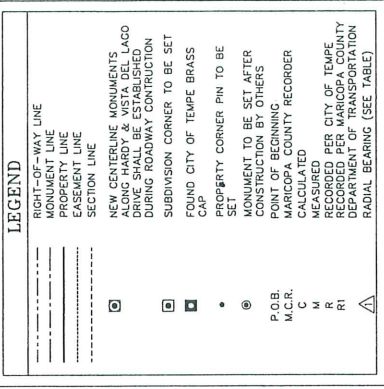 LEGEND
RIGHT-OF-WAY LINE
MONUMENT LINE
PROPERTY LINE
EASEMENT LINE
SECTION LINE
NEW CENTERLINE MONUMENTS
ALONG HARDY & VISTA DEL LAGO
DRIVE SHALL BE ESTABLISHED
DURING ROADWAY CONSTRUCTION
SUBDIVISION CORNER TO BE SET
FOUND CITY OF TEMPE BRASS
CAP
PROPERTY CORNER PIN TO BE
SET
MONUMENT TO BE SET AFTER
CONSTRUCTION BY OTHERS
P.O.B. POINT OF BEGINNING
M.C.R. MARICOPA COUNTY RECORDER
C CALCULATED
M MEASURED
R RECORDED PER CITY OF TEMPE
R1 RECORDED PER MARICOPA COUNTY
DEPARTMENT OF TRANSPORTATION
1 RADIAL BEARING (SEE TABLE)